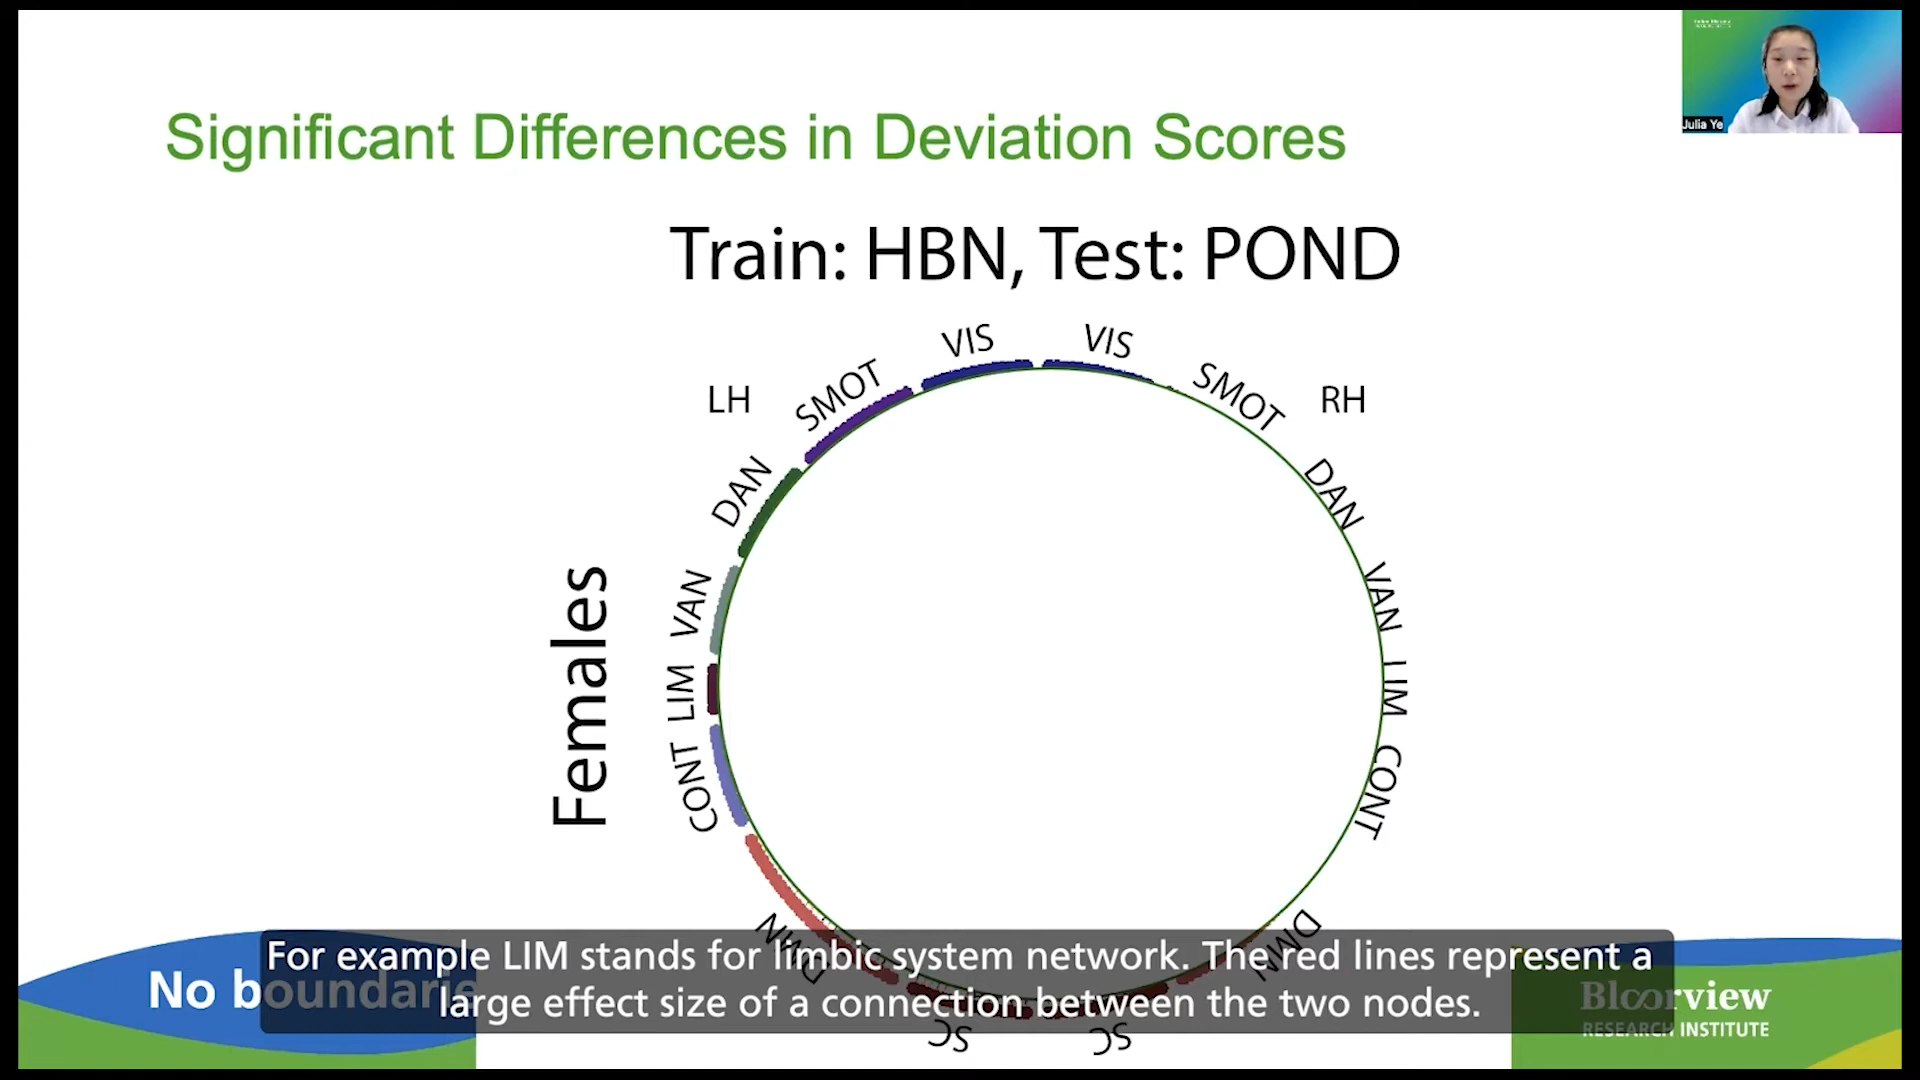 Julia Ye
Significant Differences in Deviation Scores
Train: HBN, Test: POND
VIS
VIS
SMOT
SMOT
LH
RH
DAN
DAN
VAN
VAN
Females
LIM
LIM
CONT
CONT
DMN
DMN
For example LIM stands for limbic system network. The red lines represent a
large effect size of a connection between the two nodes.
No boundarie
Bloorview
RESEARCH INSTITUTE
SC
SC